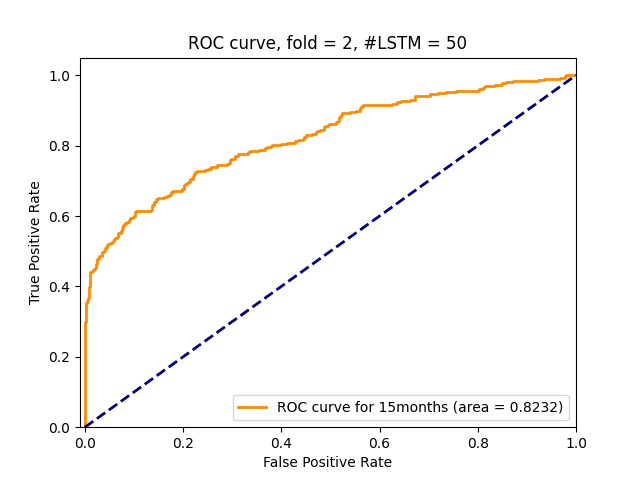 ROC curve, fold = 2, #LSTM = 50
True Positive Rate
1.0
0.8
0.6
0.4
0.2
0.0
ROC curve for 15months (area = 0.8232)
0.0 0.2 0.4 0.6 0.8 1.0
False Positive Rate